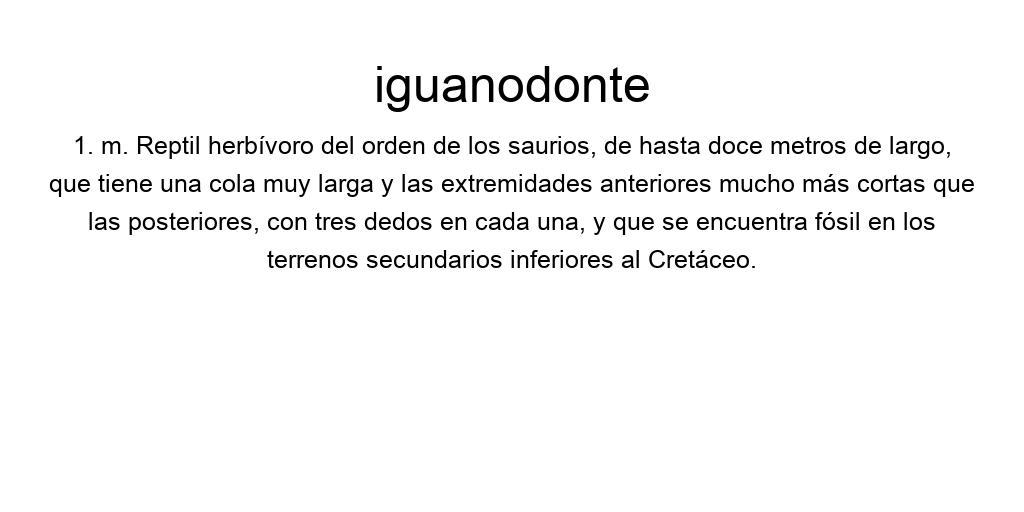 iguanodonte
1. m. Reptil herbívoro del orden de los saurios, de hasta doce metros de largo,
que tiene una cola muy larga y las extremidades anteriores mucho más cortas que
las posteriores, con tres dedos en cada una, y que se encuentra fósil en los
terrenos secundarios inferiores al Cretáceo.